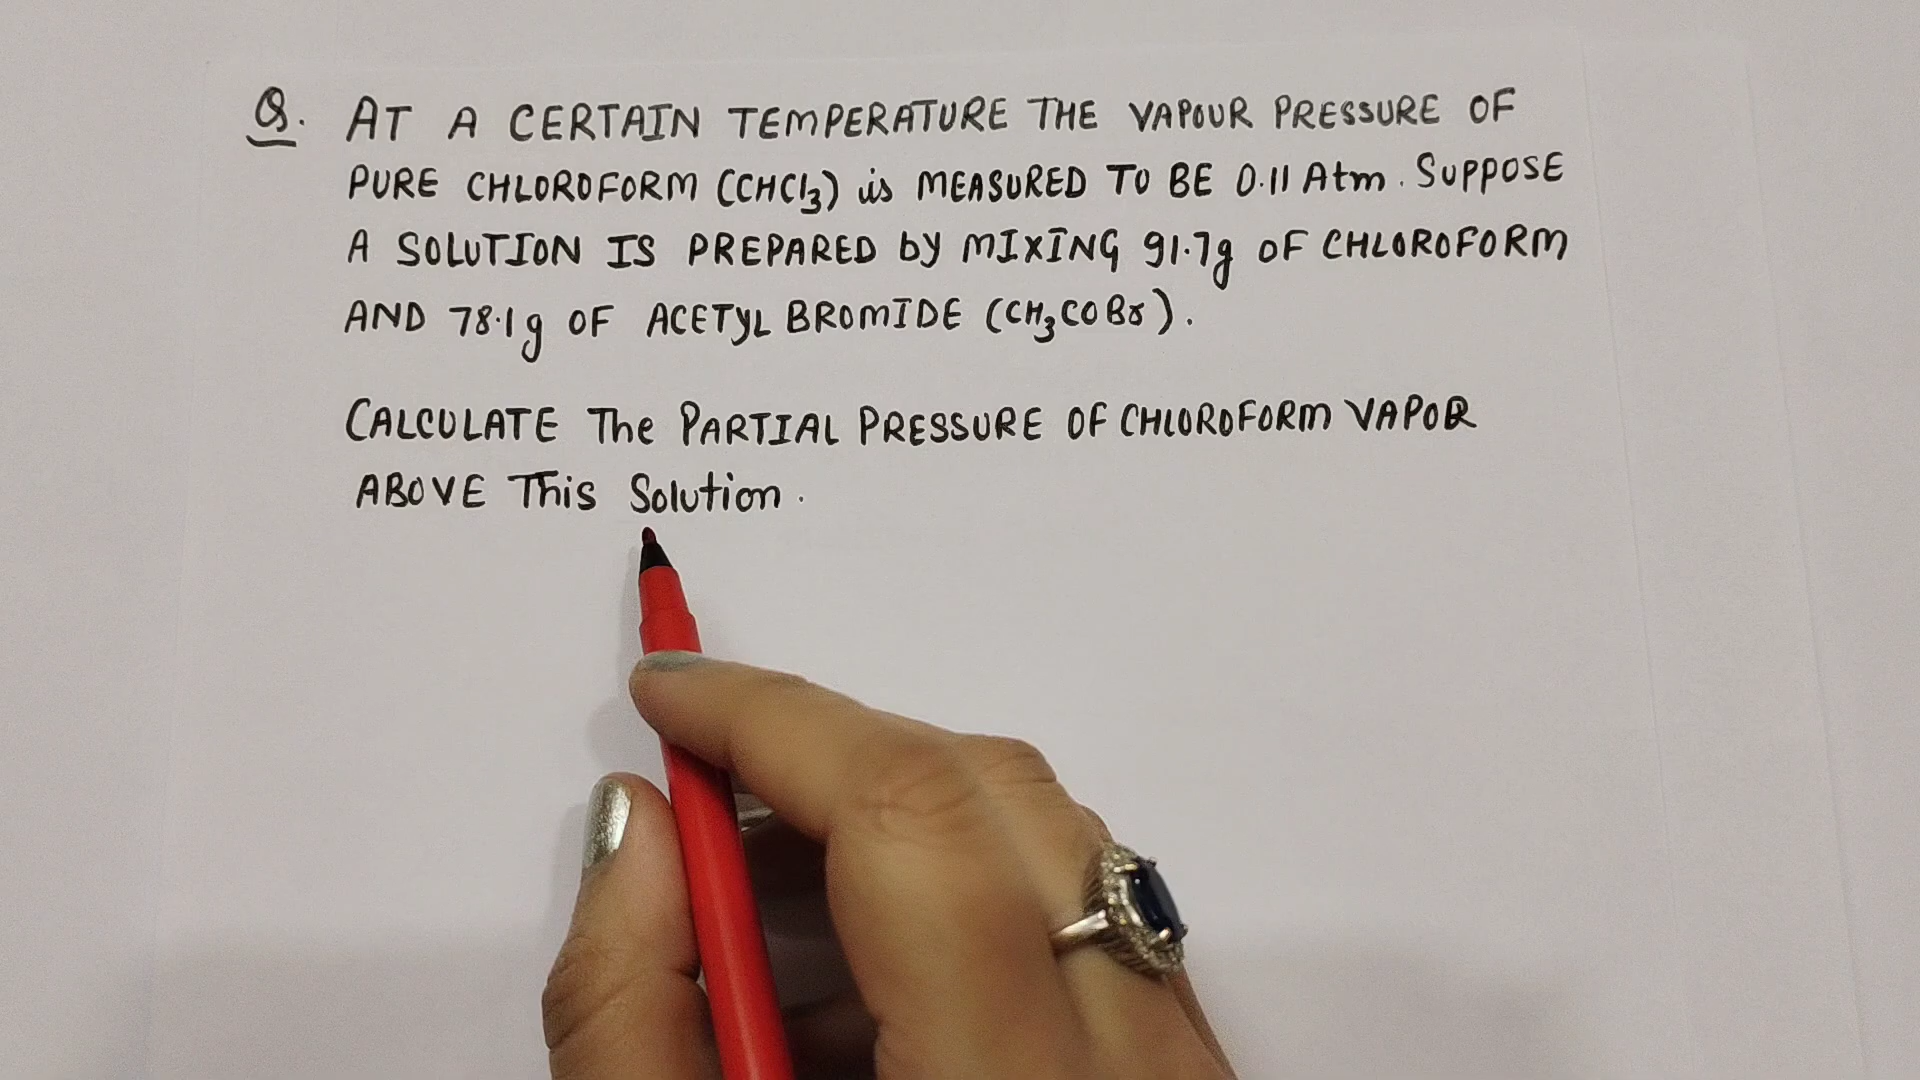 Q. AT A CERTAIN TEMPERATURE THE VAPOUR PRESSURE OF
PURE CHLOROFORM (CHCl3) is MEASURED TO BE 0.11 Atm. SUPPOSE
A SOLUTION IS PREPARED by MIXING 91.7g OF CHLOROFORM
AND 78.1g OF ACETYL BROMIDE (CH3COBr).
CALCULATE The PARTIAL PRESSURE OF CHLOROFORM VAPOR
ABOVE This Solution.